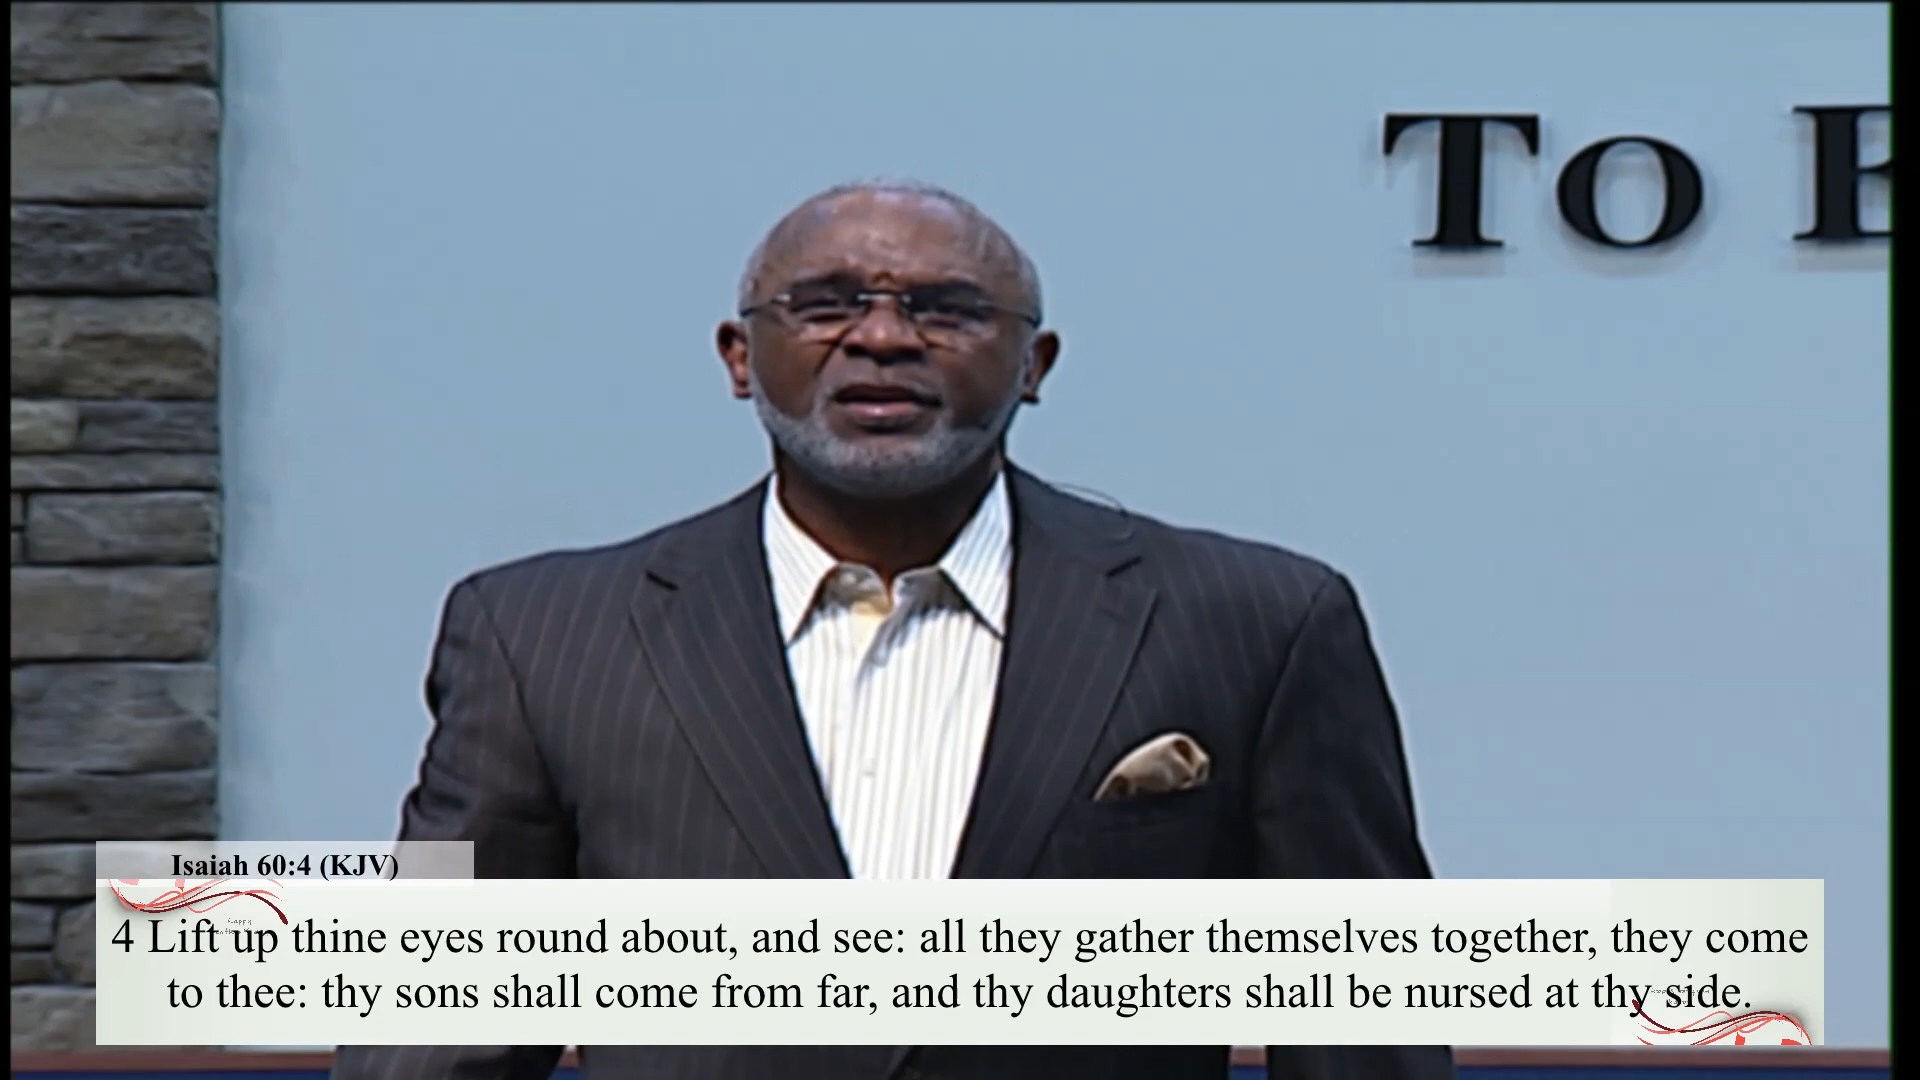 To
Isaiah 60:4 (KJV)
4 Lift up thine eyes round about, and see: all they gather themselves together, they come
to thee: thy sons shall come from far, and thy daughters shall be nursed at thy side.